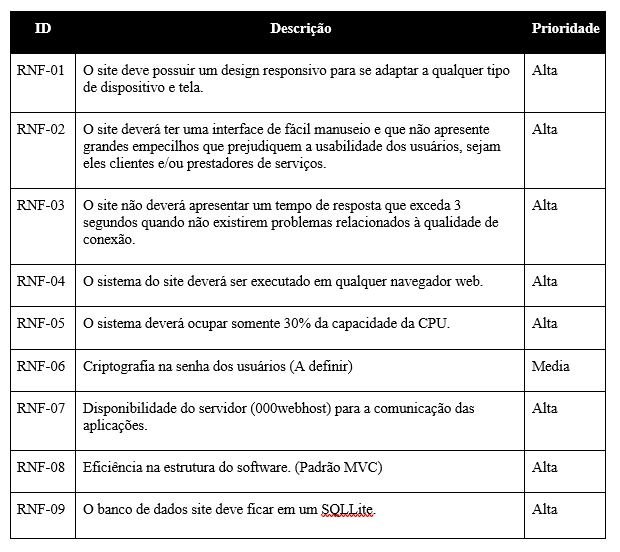 ID Descrição Prioridade
RNF-01 O site deve possuir um design responsivo para se adaptar a qualquer tipo Alta
de dispositivo e tela.
RNF-02 O site deverá ter uma interface de fácil manuseio e que não apresente Alta
grandes empecilhos que prejudiquem a usabilidade dos usuários, sejam
eles clientes e/ou prestadores de serviços.
RNF-03 O site não deverá apresentar um tempo de resposta que exceda 3 Alta
segundos quando não existirem problemas relacionados à qualidade de
conexão.
RNF-04 O sistema do site deverá ser executado em qualquer navegador web. Alta
RNF-05 O sistema deverá ocupar somente 30% da capacidade da CPU. Alta
RNF-06 Criptografia na senha dos usuários (A definir) Media
RNF-07 Disponibilidade do servidor (000webhost) para a comunicação das Alta
aplicações.
RNF-08 Eficiência na estrutura do software. (Padrão MVC) Alta
RNF-09 O banco de dados site deve ficar em um SQLLite. Alta